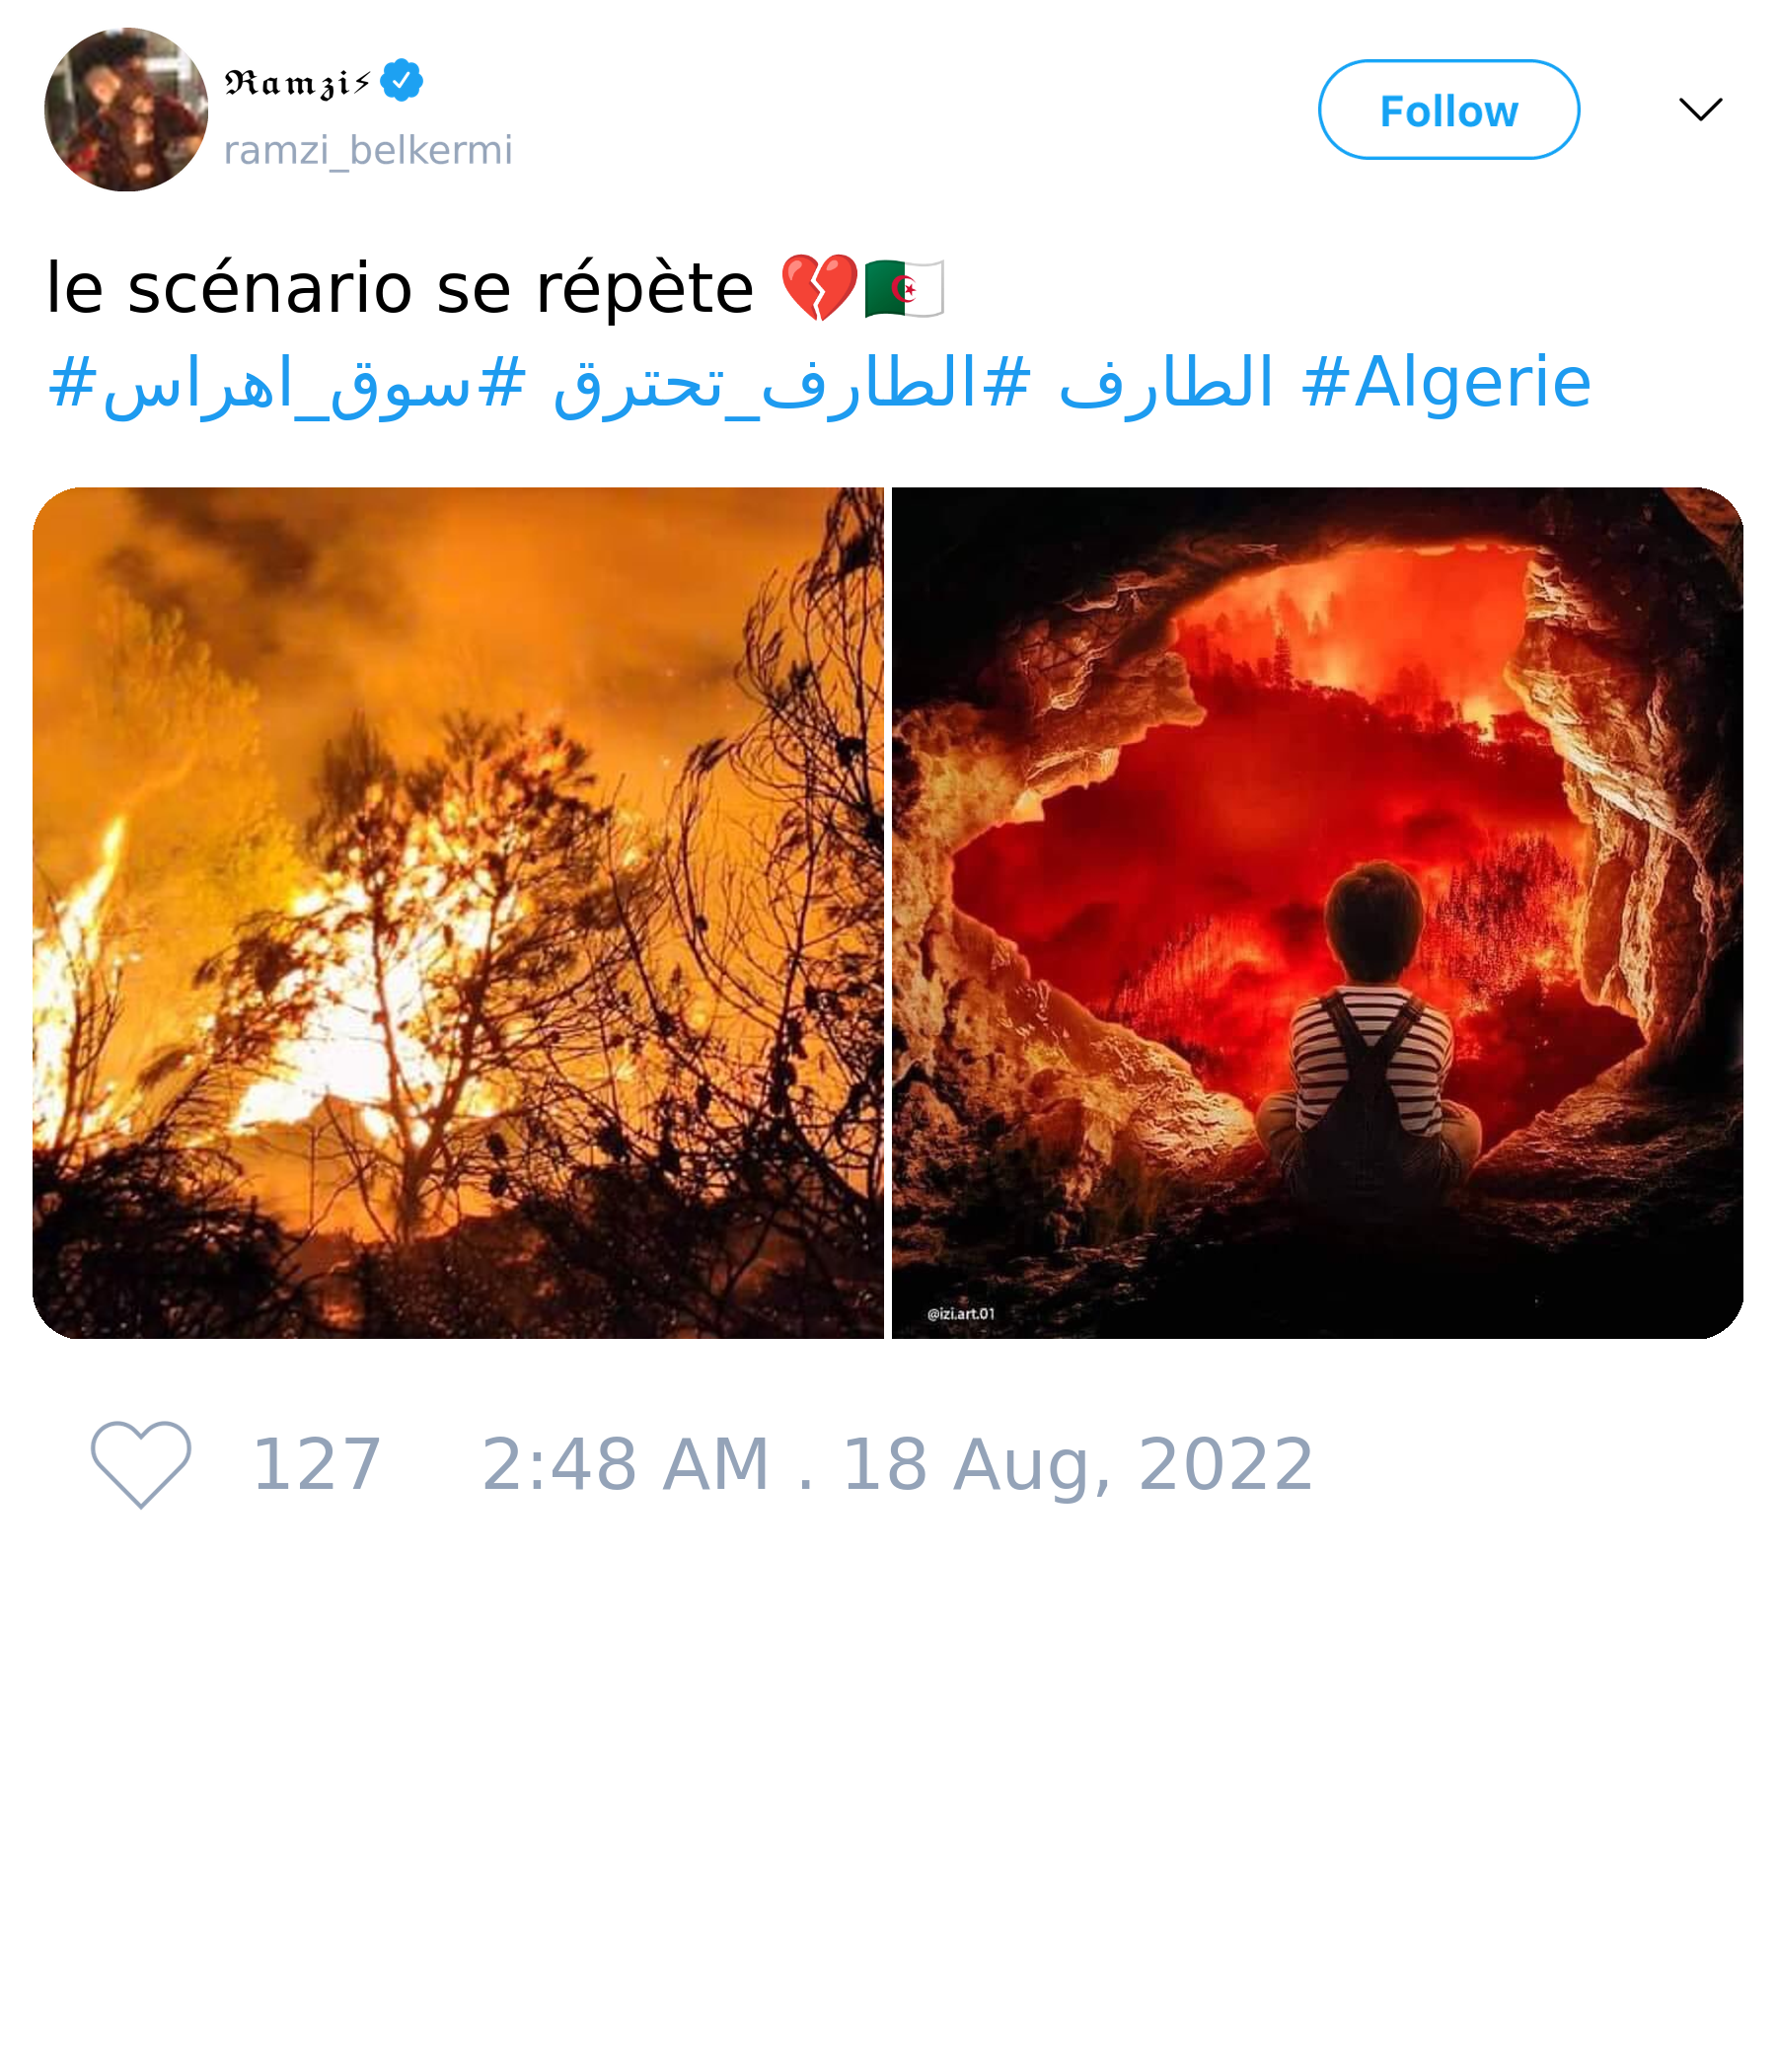 𝕽𝖆𝖒𝖟𝖎⚡
ramzi_belkermi
Follow
le scénario se répète 💔🇩🇿
#سوق_اهراس #الطارف_تحترق #الطارف #Algerie
@izi.art.01
127 2:48 AM . 18 Aug, 2022